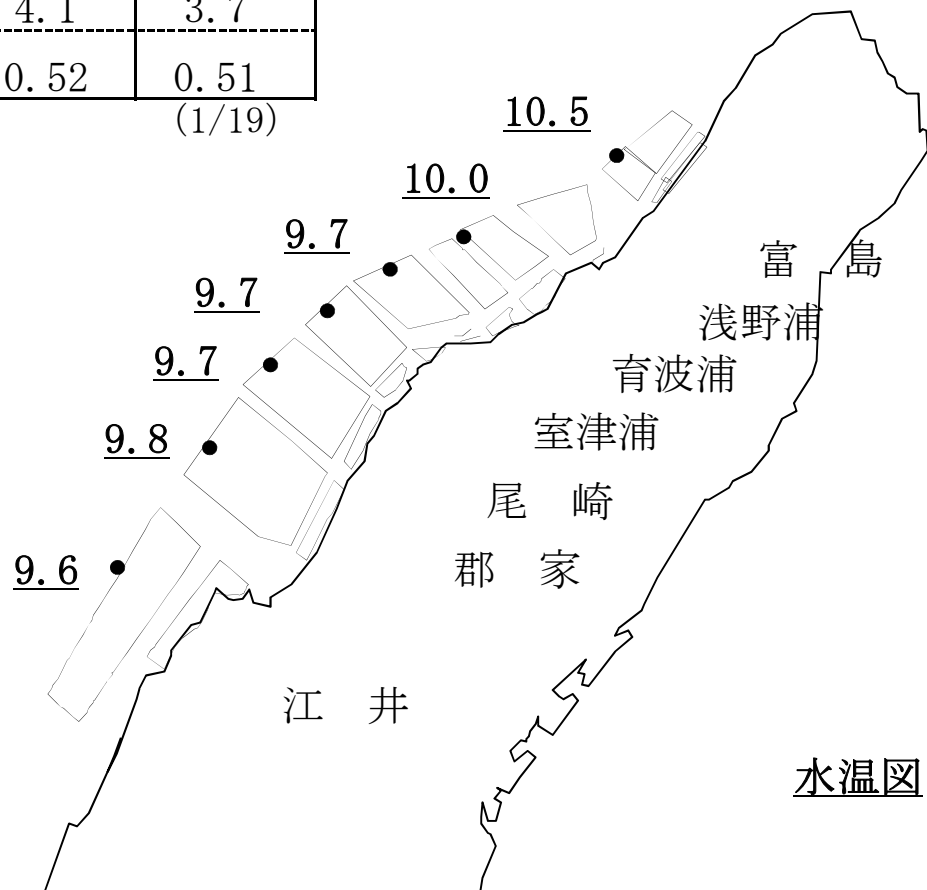 4.1 3.7
0.52 0.51
(1/19)
10.5
10.0
9.7
9.7
9.7
9.8
9.6
富 島
浅野浦
育波浦
室津浦
尾 崎
郡 家
江 井
水温図